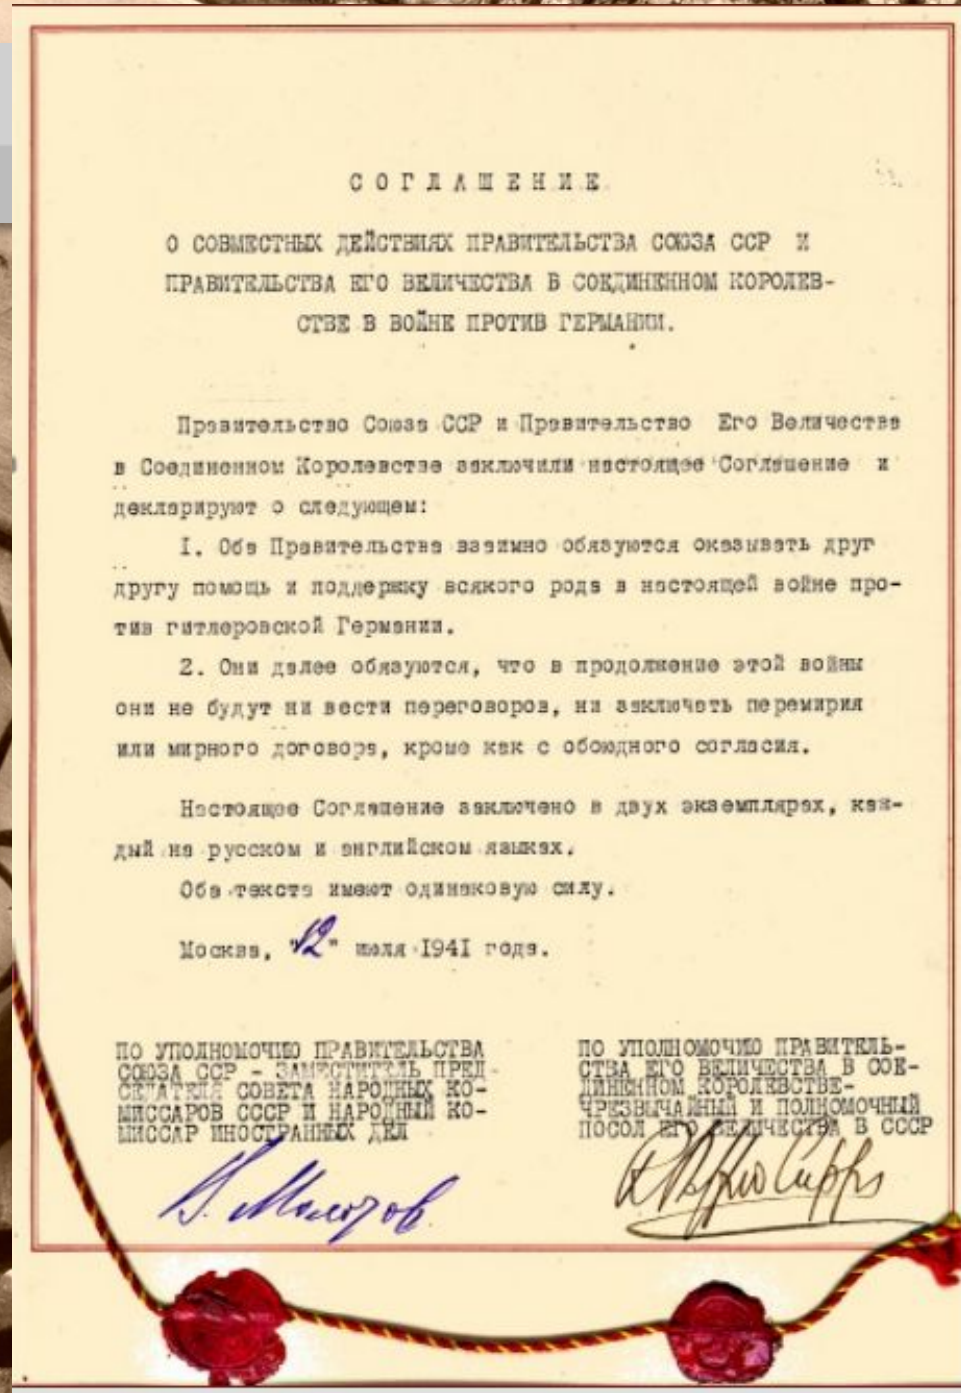 СОГЛАШЕНИЕ
О СОВМЕСТНЫХ ДЕЙСТВИЯХ ПРАВИТЕЛЬСТВА СОЮЗА ССР И
ПРАВИТЕЛЬСТВА ЕГО ВЕЛИЧЕСТВА В СОЕДИНЕННОМ КОРОЛЕВ-
СТВЕ В ВОЙНЕ ПРОТИВ ГЕРМАНИИ.
Правительство Союза ССР и Правительство Его Величества
в Соединенном Королевстве заключили настоящее Соглашение и
декларируют о следующем:
I. Оба Правительства взаимно обязуются оказывать друг
другу помощь и поддержку всякого рода в настоящей войне про-
тив гитлеровской Германии.
2. Они далее обязуются, что в продолжение этой войны
они не будут ни вести переговоров, ни заключать перемирия
или мирного договора, кроме как с обоюдного согласия.
Настоящее Соглашение заключено в двух экземплярах, каж-
дый на русском и английском языках.
Оба текста имеют одинаковую силу.
Москва, "12" июля 1941 года.
ПО УПОЛНОМОЧИЮ ПРАВИТЕЛЬСТВА
СОЮЗА ССР - ЗАМЕСТИТЕЛЬ ПРЕД-
СЕДАТЕЛЯ СОВЕТА НАРОДНЫХ КО-
МИССАРОВ СССР И НАРОДНЫЙ КО-
МИССАР ИНОСТРАННЫХ ДЕЛ
В. Молотов
ПО УПОЛНОМОЧИЮ ПРАВИТЕЛЬ-
СТВА ЕГО ВЕЛИЧЕСТВА В СОЕ-
ДИНЕННОМ КОРОЛЕВСТВЕ-
ЧРЕЗВЫЧАЙНЫЙ И ПОЛНОМОЧНЫЙ
ПОСОЛ ЕГО ВЕЛИЧЕСТВА В СССР